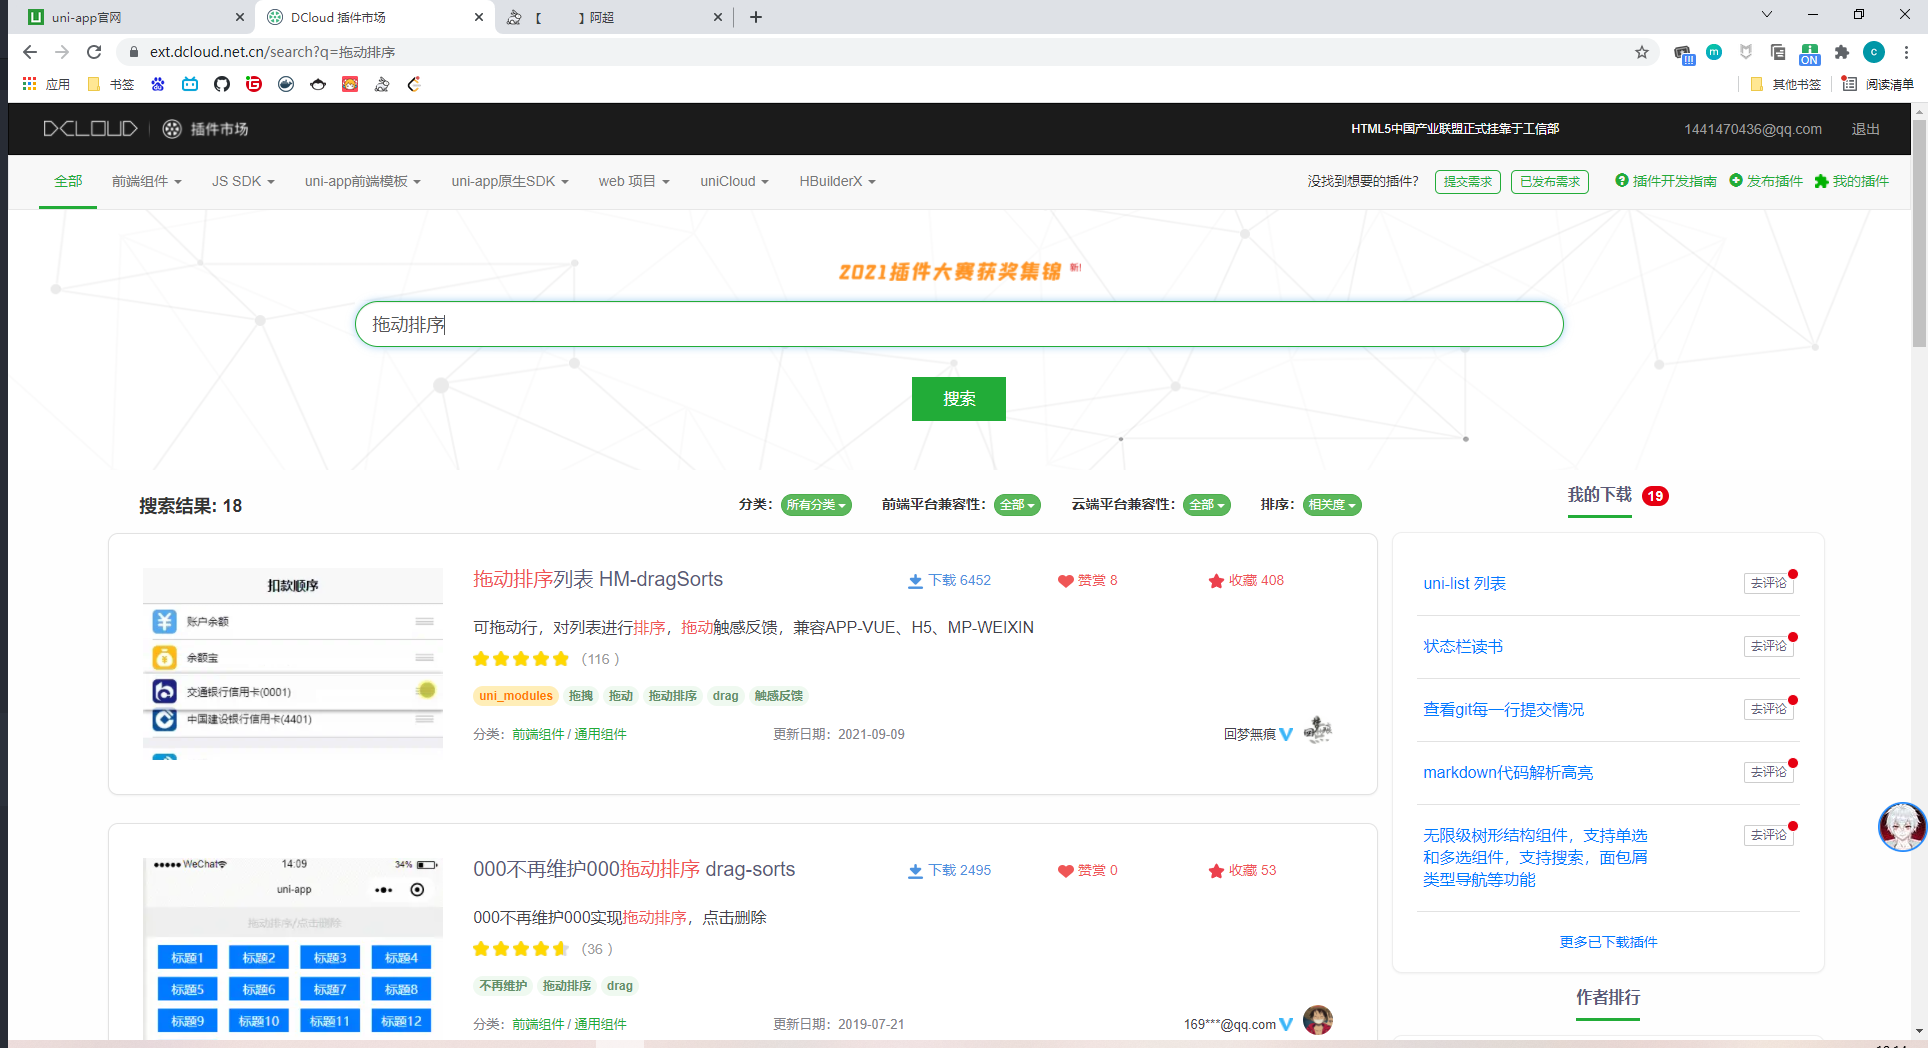 uni-app官网
DCloud 插件市场
【 】阿超
ext.dcloud.net.cn/search?q=拖动排序
应用
书签
其他书签
阅读清单
DCLOUD
插件市场
HTML5中国产业联盟正式挂靠于工信部
1441470436@qq.com
退出
全部
前端组件
JS SDK
uni-app前端模板
uni-app原生SDK
web 项目
uniCloud
HBuilderX
没找到想要的插件?
提交需求
已发布需求
插件开发指南
发布插件
我的插件
2021插件大赛获奖集锦 新!
拖动排序
搜索
搜索结果: 18
分类：
所有分类
前端平台兼容性：
全部
云端平台兼容性：
全部
排序：
相关度
我的下载
19
扣款顺序
账户余额
余额宝
交通银行信用卡(0001)
中国建设银行信用卡(4401)
拖动排序列表 HM-dragSorts
下载 6452
赞赏 8
收藏 408
可拖动行，对列表进行排序，拖动触感反馈，兼容APP-VUE、H5、MP-WEIXIN
（116 ）
uni_modules
拖拽
拖动
拖动排序
drag
触感反馈
分类：前端组件 / 通用组件
更新日期：2021-09-09
回梦無痕
WeChat
14:09
34%
uni-app
拖动排序/点击删除
标题1
标题2
标题3
标题4
标题5
标题6
标题7
标题8
标题9
标题10
标题11
标题12
000不再维护000拖动排序 drag-sorts
下载 2495
赞赏 0
收藏 53
000不再维护000实现拖动排序，点击删除
（36 ）
不再维护
拖动排序
drag
分类：前端组件 / 通用组件
更新日期：2019-07-21
169***@qq.com
uni-list 列表
去评论
状态栏读书
去评论
查看git每一行提交情况
去评论
markdown代码解析高亮
去评论
无限级树形结构组件，支持单选
和多选组件，支持搜索，面包屑
类型导航等功能
去评论
更多已下载插件
作者排行